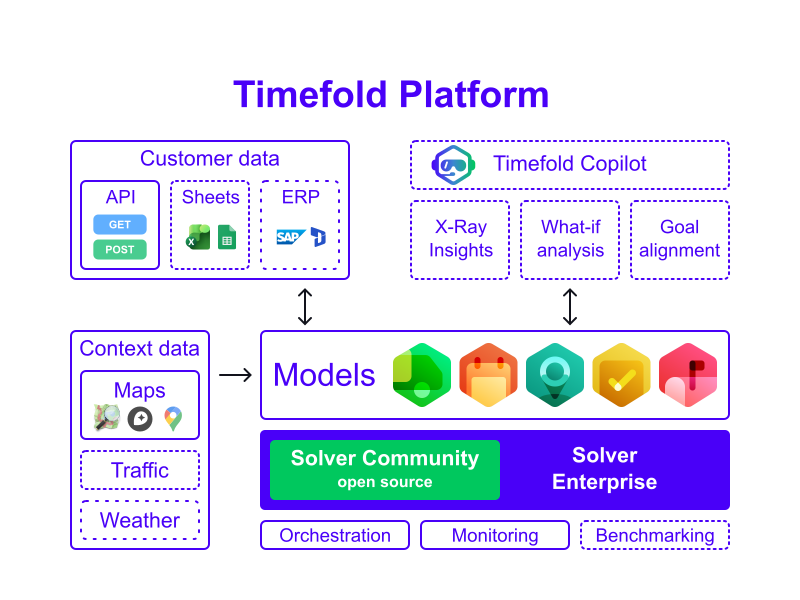 Timefold Platform
Customer data
API
GET
POST
Sheets
X
ERP
SAP
Timefold Copilot
X-Ray
Insights
What-if
analysis
Goal
alignment
Context data
Maps
Traffic
Weather
Models
Solver Community
open source
Solver
Enterprise
Orchestration
Monitoring
Benchmarking